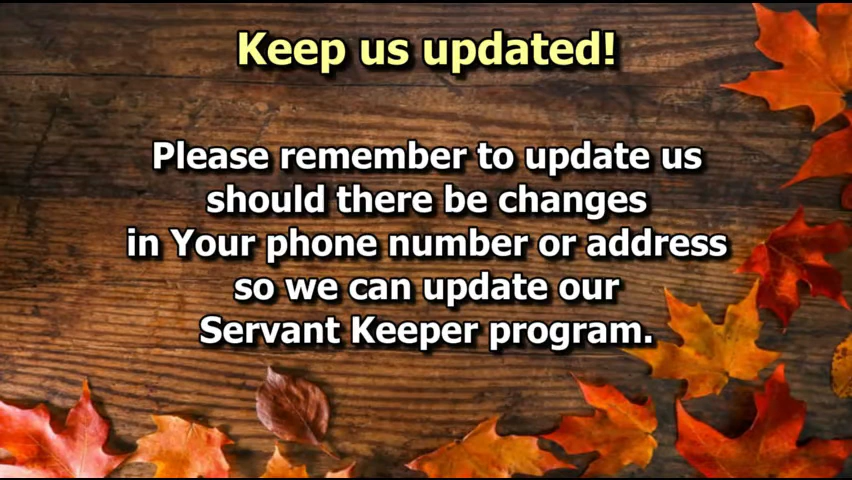 Keep us updated!
Please remember to update us
should there be changes
in Your phone number or address
so we can update our
Servant Keeper program.